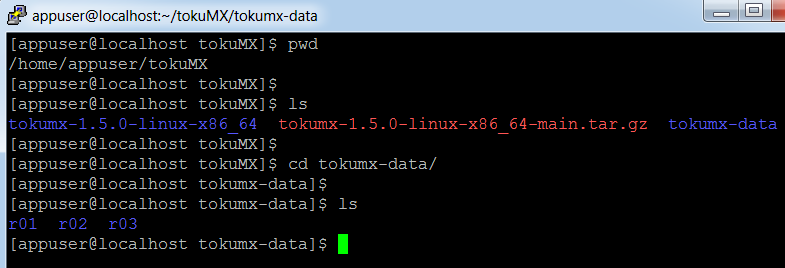 appuser@localhost:~/tokuMX/tokumx-data
[appuser@localhost tokuMX]$ pwd
/home/appuser/tokuMX
[appuser@localhost tokuMX]$
[appuser@localhost tokuMX]$ ls
tokumx-1.5.0-linux-x86_64  tokumx-1.5.0-linux-x86_64-main.tar.gz  tokumx-data
[appuser@localhost tokuMX]$
[appuser@localhost tokuMX]$ cd tokumx-data/
[appuser@localhost tokumx-data]$
[appuser@localhost tokumx-data]$ ls
r01  r02  r03
[appuser@localhost tokumx-data]$